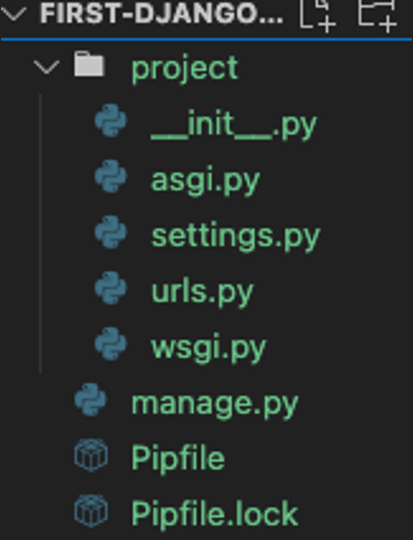 FIRST-DJANGO...
project
__init__.py
asgi.py
settings.py
urls.py
wsgi.py
manage.py
Pipfile
Pipfile.lock